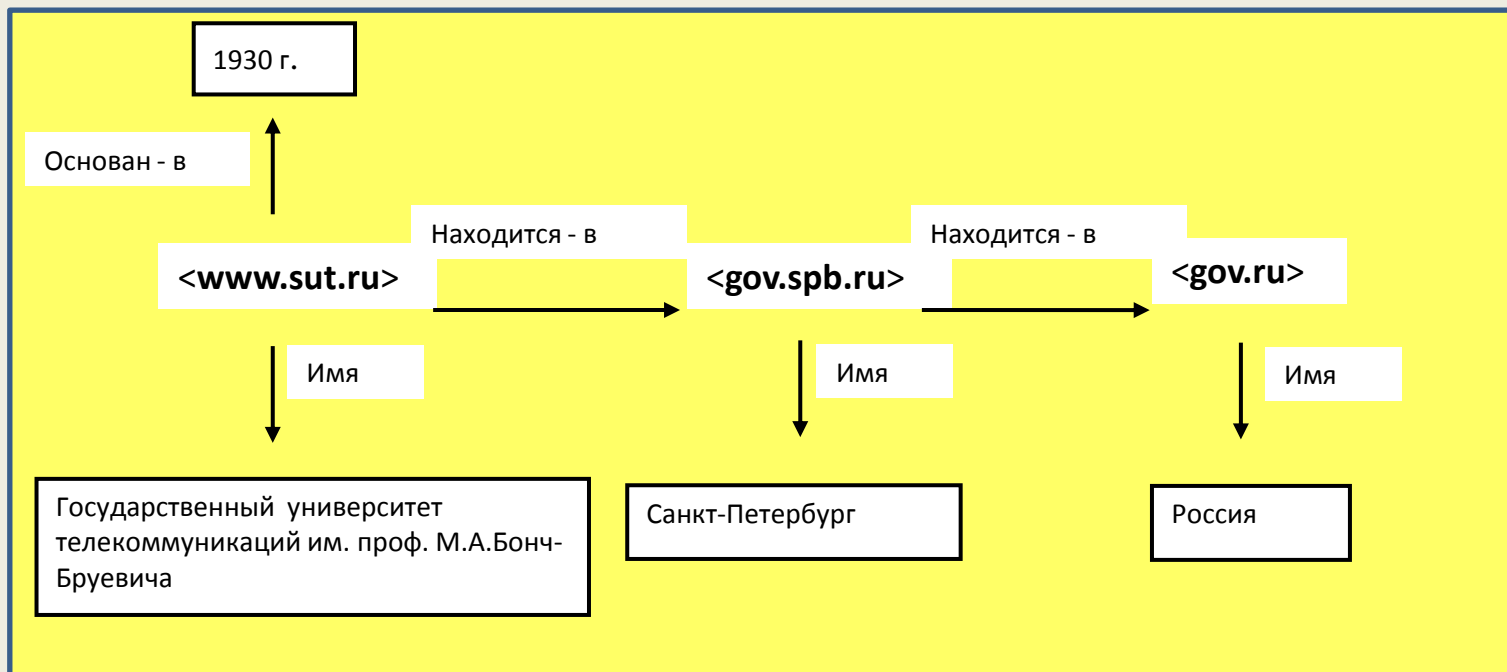 1930 г.
Основан - в
Находится - в
Находится - в
<www.sut.ru>
<gov.spb.ru>
<gov.ru>
Имя
Имя
Имя
Государственный университет
телекоммуникаций им. проф. М.А.Бонч-
Бруевича
Санкт-Петербург
Россия